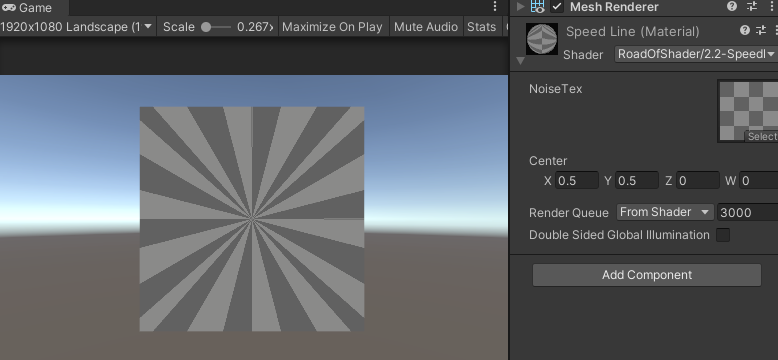 Game
1920x1080 Landscape (1 Scale 0.267x Maximize On Play Mute Audio Stats
Mesh Renderer
Speed Line (Material)
Shader RoadOfShader/2.2-Speedl
NoiseTex
Select
Center
X 0.5 Y 0.5 Z 0 W 0
Render Queue From Shader 3000
Double Sided Global Illumination
Add Component